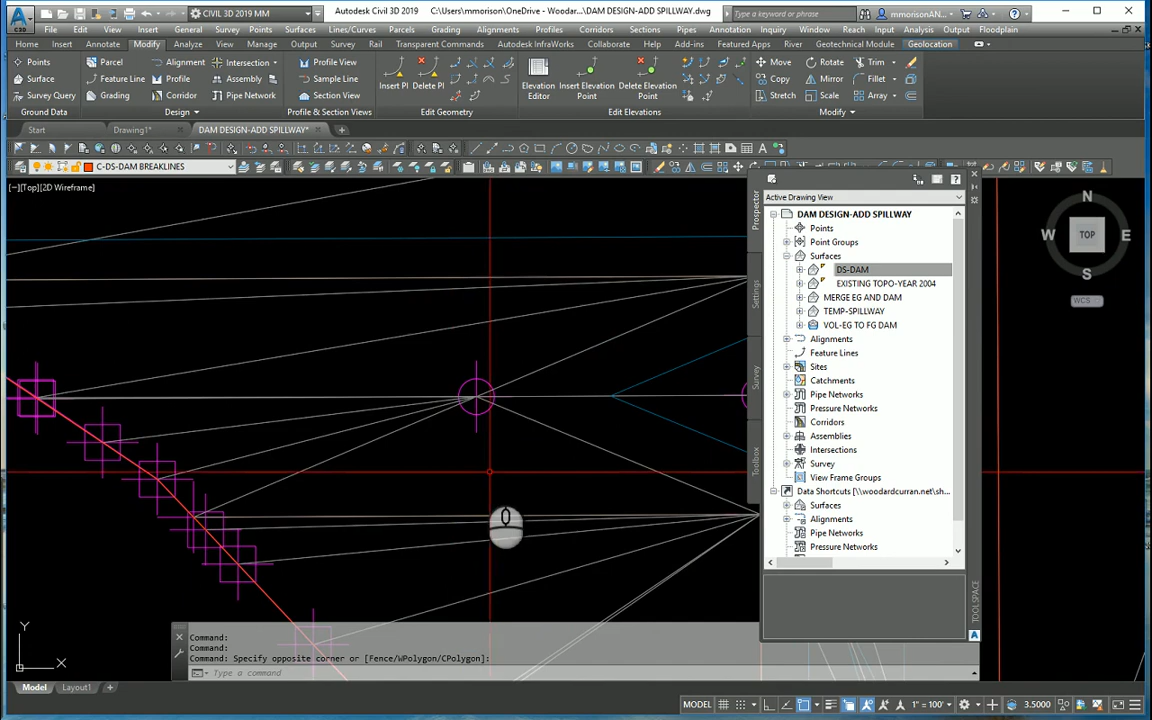 CIVIL 3D 2019 MM
Autodesk Civil 3D 2019   C:\Users\mmorison\OneDrive - Woodar...\DAM DESIGN-ADD SPILLWAY.dwg
Type a keyword or phrase
mmorisonAN...
C3D
File Edit View Insert General Survey Points Surfaces Lines/Curves Parcels Grading Alignments Profiles Corridors Sections Pipes Annotation Inquiry Window Reach Input Analysis Output Floodplain
Home Insert Annotate Modify Analyze View Manage Output Survey Rail Transparent Commands Autodesk InfraWorks Collaborate Help Add-ins Featured Apps River Geotechnical Module Geolocation
Points Parcel Alignment Intersection Profile View Move Rotate Trim
Surface Feature Line Profile Assembly Sample Line Copy Mirror Fillet
Survey Query Grading Corridor Pipe Network Section View Stretch Scale Array
Insert PI Delete PI Elevation Editor Insert Elevation Point Delete Elevation Point
Ground Data Design Profile & Section Views Edit Geometry Edit Elevations Modify
Start Drawing1* DAM DESIGN-ADD SPILLWAY*
C-DS-DAM BREAKLINES
[−][Top][2D Wireframe]
N
W TOP E
S
WCS
Active Drawing View
Prospector
Settings
Survey
Toolbox
TOOLSPACE
DAM DESIGN-ADD SPILLWAY
Points
Point Groups
Surfaces
DS-DAM
EXISTING TOPO-YEAR 2004
MERGE EG AND DAM
TEMP-SPILLWAY
VOL-EG TO FG DAM
Alignments
Feature Lines
Sites
Catchments
Pipe Networks
Pressure Networks
Corridors
Assemblies
Intersections
Survey
View Frame Groups
Data Shortcuts [\\woodardcurran.net\sh...
Surfaces
Alignments
Pipe Networks
Pressure Networks
Y
X
Command:
Command:
Command: Specify opposite corner or [Fence/WPolygon/CPolygon]:
Type a command
Model Layout1 +
MODEL 1" = 100' 3.5000